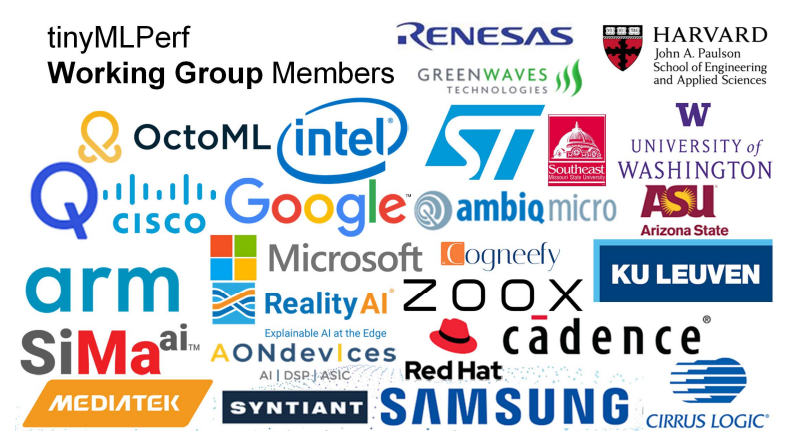 tinyMLPerf
Working Group Members
RENESAS
HARVARD
John A. Paulson
School of Engineering
and Applied Sciences
GREENWAVES
TECHNOLOGIES
OctoML
intel
ST
Southeast
Missouri State University
W
UNIVERSITY of
WASHINGTON
CISCO
Google™
ambiq micro
ASU
Arizona State
arm
Microsoft
Cogneefy
KU LEUVEN
Reality AI®
Explainable AI at the Edge
ZOOX
SiMa ai™
AONdevIces
AI | DSP | ASIC
Red Hat
cādence®
MEDIATEK
SYNTIANT
SAMSUNG
CIRRUS LOGIC®